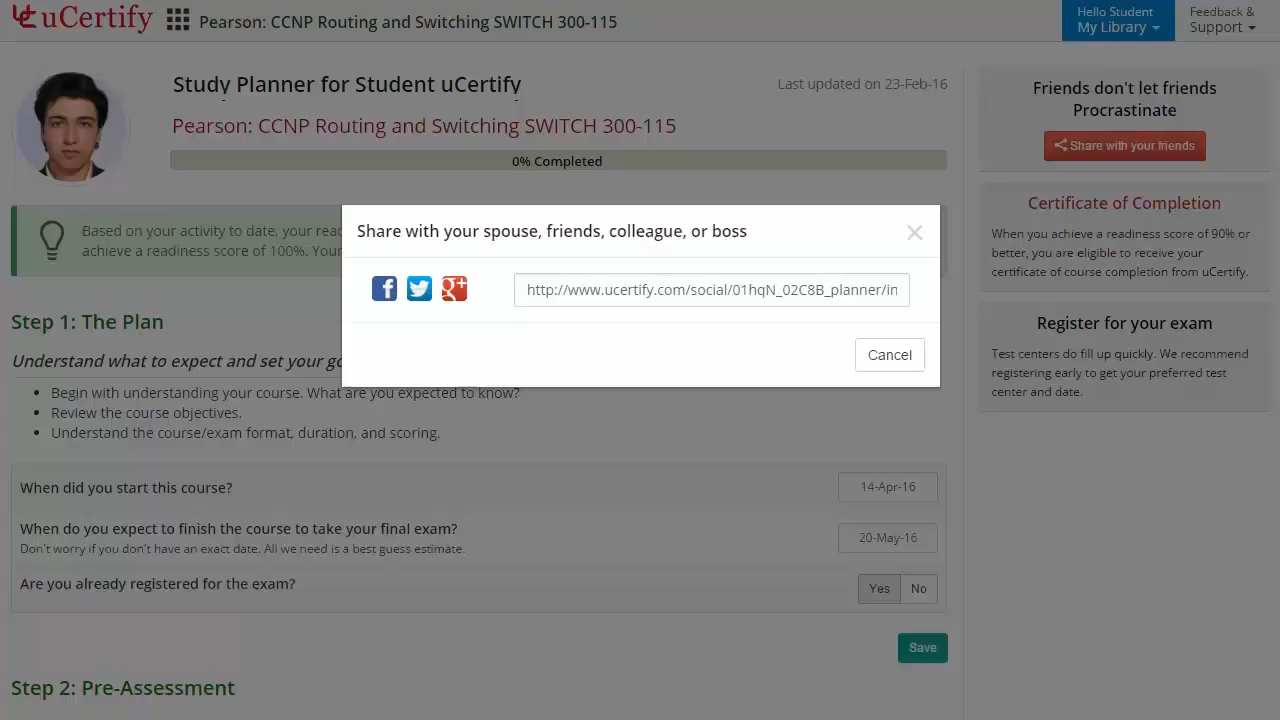 uCertify
Pearson: CCNP Routing and Switching SWITCH 300-115
Hello Student
My Library
Feedback &
Support
Study Planner for Student uCertify
Last updated on 23-Feb-16
Pearson: CCNP Routing and Switching SWITCH 300-115
0% Completed
Based on your activity to date, your rea
achieve a readiness score of 100%. Your
Share with your spouse, friends, colleague, or boss
http://www.ucertify.com/social/01hqN_02C8B_planner/in
Cancel
Step 1: The Plan
Understand what to expect and set your go
• Begin with understanding your course. What are you expected to know?
• Review the course objectives.
• Understand the course/exam format, duration, and scoring.
When did you start this course?
14-Apr-16
When do you expect to finish the course to take your final exam?
Don't worry if you don't have an exact date. All we need is a best guess estimate.
20-May-16
Are you already registered for the exam?
Yes
No
Save
Step 2: Pre-Assessment
Friends don't let friends
Procrastinate
Share with your friends
Certificate of Completion
When you achieve a readiness score of 90% or
better, you are eligible to receive your
certificate of course completion from uCertify.
Register for your exam
Test centers do fill up quickly. We recommend
registering early to get your preferred test
center and date.